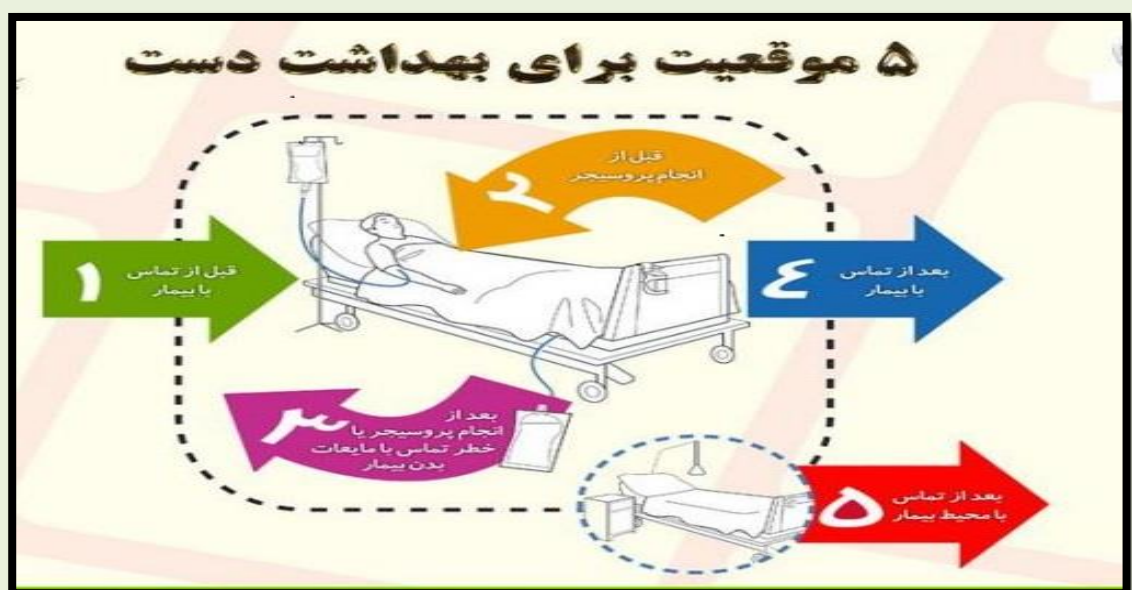 ۵ موقعیت برای بهداشت دست
قبل از
انجام پروسیجر
۲
قبل از تماس
با بیمار
۱
بعد از تماس
با بیمار
٤
بعد از
انجام پروسیجر یا
خطر تماس با مایعات
بدن بیمار
۳
بعد از تماس
با محیط بیمار
۵